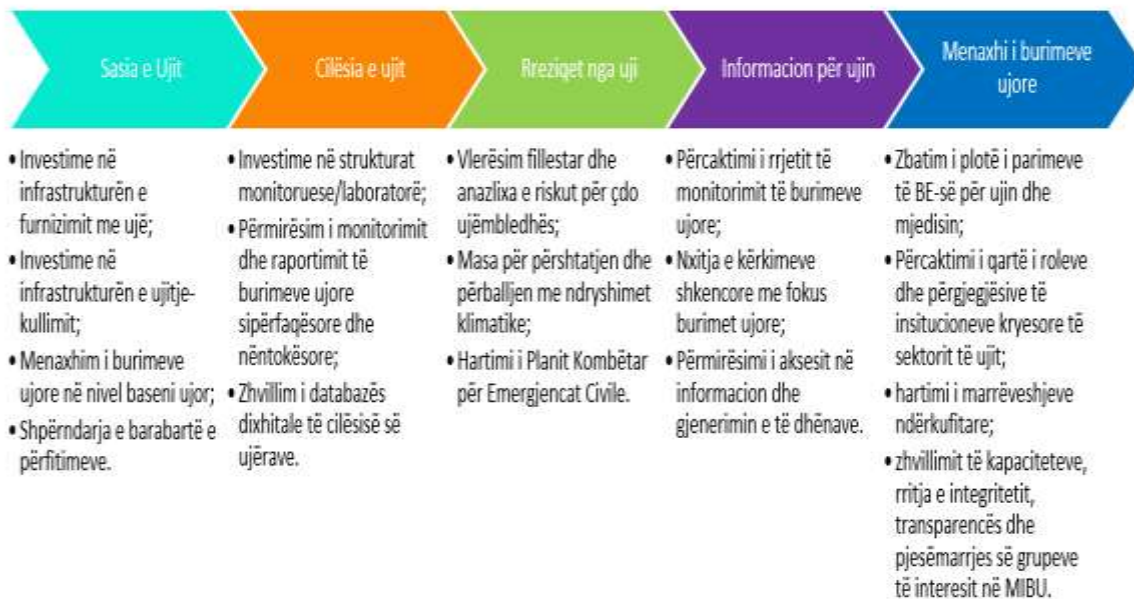 Sasia e Ujit
Cilësia e ujit
Rreziqet nga uji
Informacion për ujin
Menaxhi i burimeve
ujore
• Investime në
infrastrukturën e
furnizimit me ujë;
• Investime në
infrastrukturën e ujitje-
kullimit;
• Menaxhim i burimeve
ujore në nivel baseni ujor;
• Shpërndarja e barabartë e
përfitimeve.
• Investime në strukturat
monitoruese/laboratorë;
• Përmirësim i monitorimit
dhe raportimit të
burimeve ujore
sipërfaqësore dhe
nëntokësore;
• Zhvillim i databazës
dixhitale të cilësisë së
ujërave.
• Vlerësim fillestar dhe
anazlixa e riskut për çdo
ujëmbledhës;
• Masa për përshtatjen dhe
përballjen me ndryshimet
klimatike;
• Hartimi i Planit Kombëtar
për Emergjencat Civile.
• Përcaktimi i rrjetit të
monitorimit të burimeve
ujore;
• Nxitja e kërkimeve
shkencore me fokus
burimet ujore;
• Përmirësimi i aksesit në
informacion dhe
gjenerimin e të dhënave.
• Zbatim i plotë i parimeve
të BE-së për ujin dhe
mjedisin;
• Përcaktimi i qartë i roleve
dhe përgjegjësive të
insitucioneve kryesore të
sektorit të ujit;
• hartimi i marrëveshjeve
ndërkufitare;
• zhvillimit të kapaciteteve,
rritja e integritetit,
transparencës dhe
pjesëmarrjes së grupeve
të interesit në MIBU.